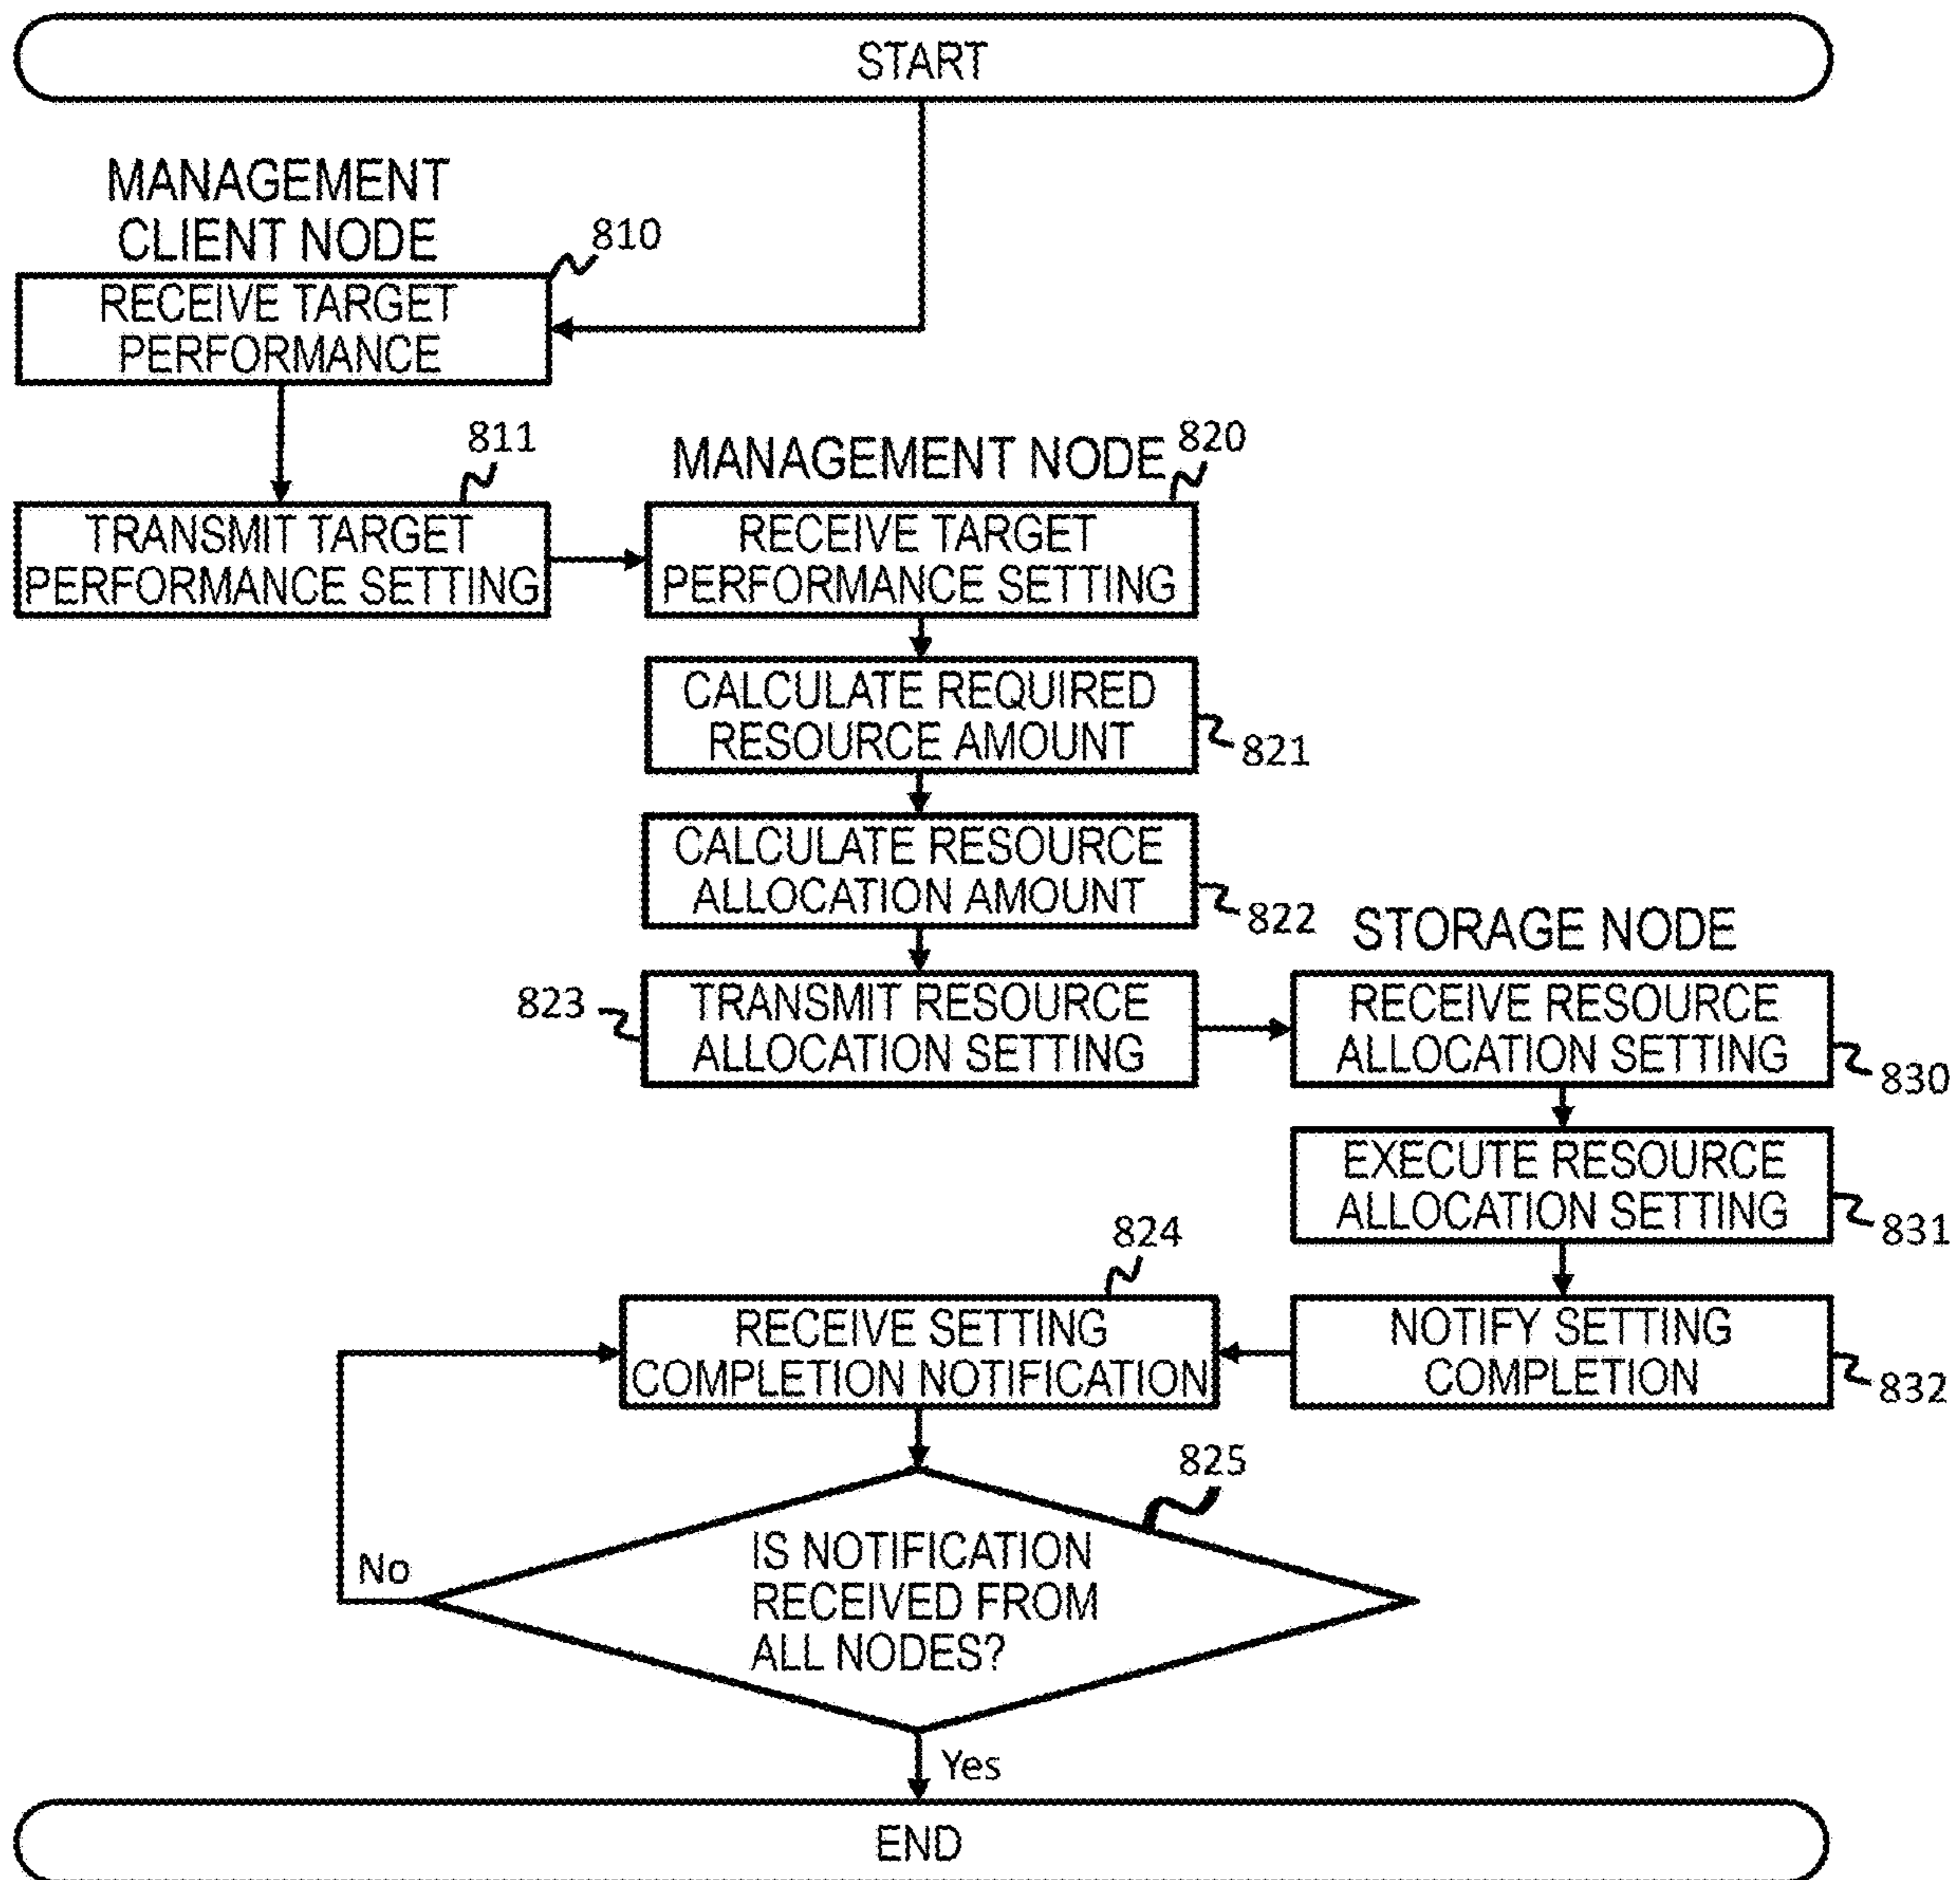 START
MANAGEMENT
CLIENT NODE
810
RECEIVE TARGET
PERFORMANCE
811
TRANSMIT TARGET
PERFORMANCE SETTING
MANAGEMENT NODE
820
RECEIVE TARGET
PERFORMANCE SETTING
CALCULATE REQUIRED
RESOURCE AMOUNT
821
CALCULATE RESOURCE
ALLOCATION AMOUNT
822
STORAGE NODE
823
TRANSMIT RESOURCE
ALLOCATION SETTING
RECEIVE RESOURCE
ALLOCATION SETTING
830
EXECUTE RESOURCE
ALLOCATION SETTING
831
824
RECEIVE SETTING
COMPLETION NOTIFICATION
NOTIFY SETTING
COMPLETION
832
825
IS NOTIFICATION
RECEIVED FROM
ALL NODES?
No
Yes
END